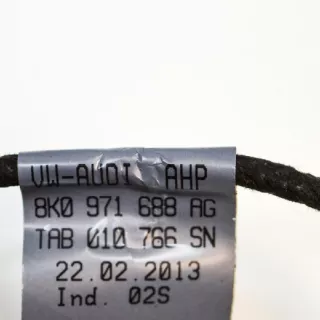 VW-AUDI AHP
8K0 971 688 AG
TAB 010 766 SN
22.02.2013
Ind. 02S